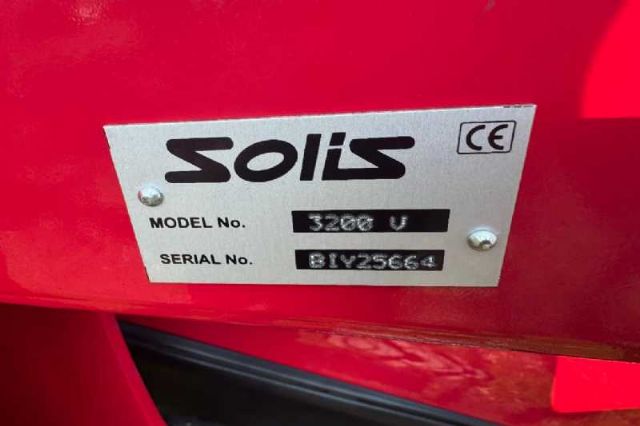 Solis CE
MODEL No. 3200 V
SERIAL No. BIY25664